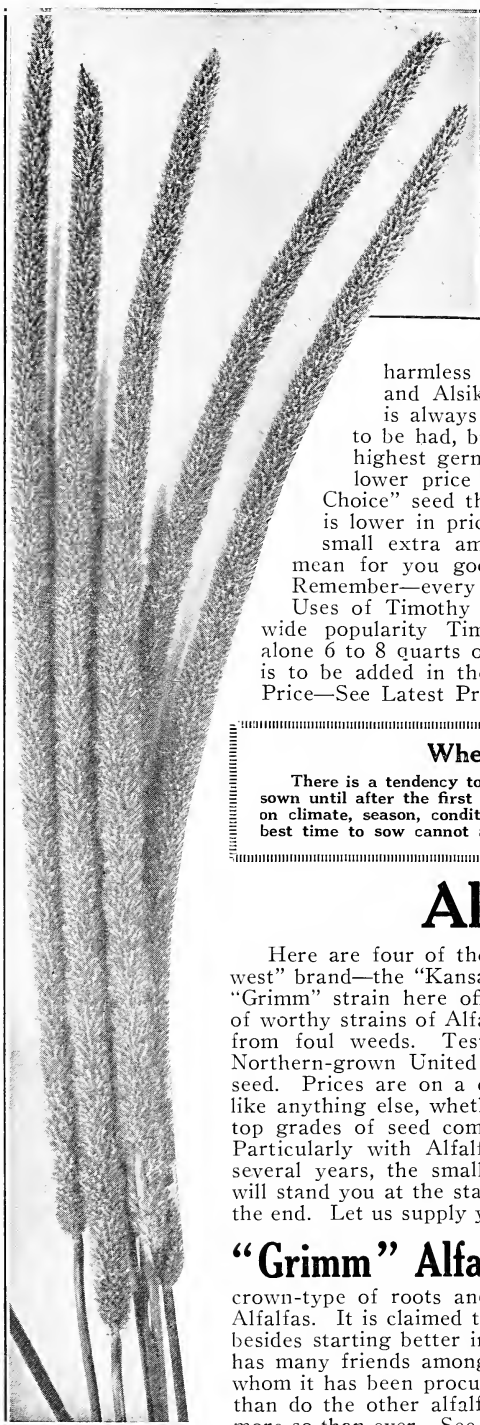 harmless
and Alsik
is always
to be had, b
highest germ
lower price
Choice” seed th
is lower in pric
small extra am
mean for you goo
Remember—every
Uses of Timothy
wide popularity Tim
alone 6 to 8 quarts o
is to be added in the
Price—See Latest Pr
Whe
There is a tendency to
sown until after the first
on climate, season, condit
best time to sow cannot a
Al
Here are four of the
west” brand—the “Kansa
“Grimm” strain here of
of worthy strains of Alfa
from foul weeds. Tes
Northern-grown United
seed. Prices are on a c
like anything else, wheth
top grades of seed com
Particularly with Alfalf
several years, the small
will stand you at the sta
the end. Let us supply y
“Grimm” Alfa
crown-type of roots and
Alfalfas. It is claimed t
besides starting better in
has many friends among
whom it has been procu
than do the other alfalf
more so than ever. See